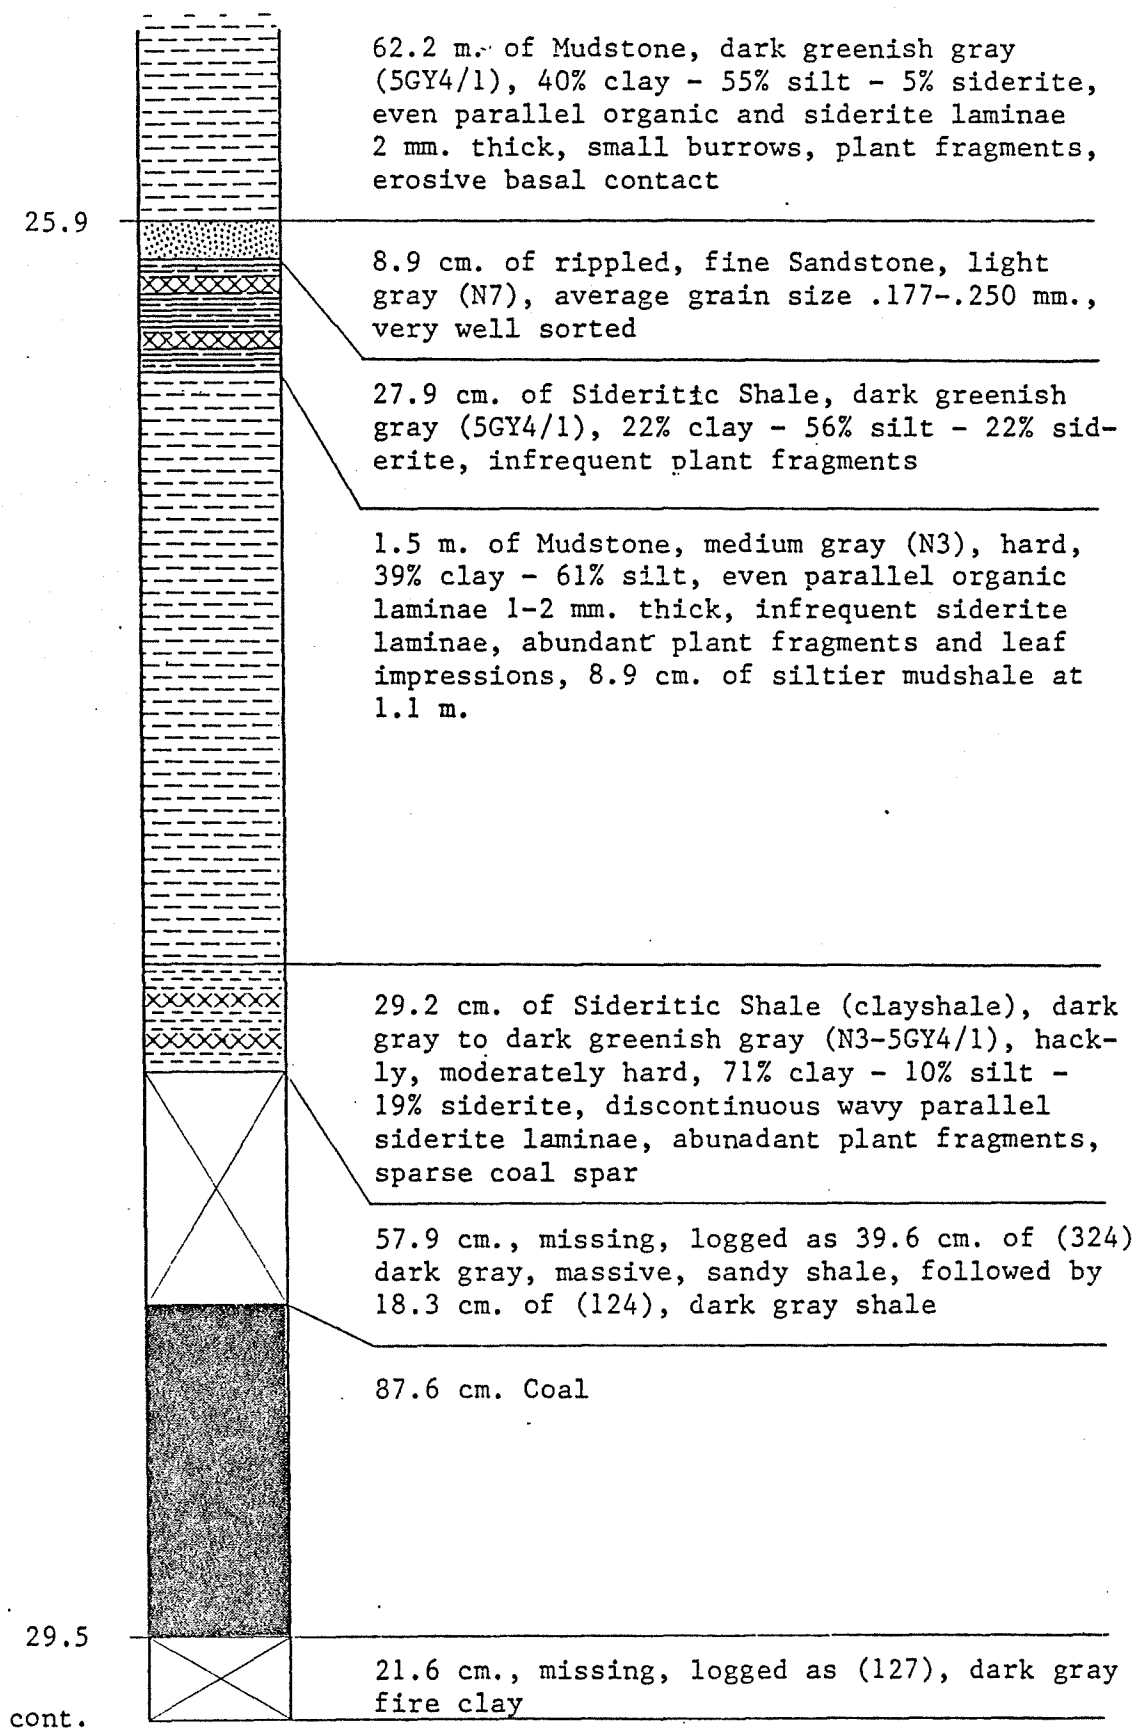 62.2 m. of Mudstone, dark greenish gray
(5GY4/1), 40% clay - 55% silt - 5% siderite,
even parallel organic and siderite laminae
2 mm. thick, small burrows, plant fragments,
erosive basal contact
25.9
8.9 cm. of rippled, fine Sandstone, light
gray (N7), average grain size .177-.250 mm.,
very well sorted
27.9 cm. of Sideritic Shale, dark greenish
gray (5GY4/1), 22% clay - 56% silt - 22% sid-
erite, infrequent plant fragments
1.5 m. of Mudstone, medium gray (N3), hard,
39% clay - 61% silt, even parallel organic
laminae 1-2 mm. thick, infrequent siderite
laminae, abundant plant fragments and leaf
impressions, 8.9 cm. of siltier mudshale at
1.1 m.
29.2 cm. of Sideritic Shale (clayshale), dark
gray to dark greenish gray (N3-5GY4/1), hack-
ly, moderately hard, 71% clay - 10% silt -
19% siderite, discontinuous wavy parallel
siderite laminae, abunadant plant fragments,
sparse coal spar
57.9 cm., missing, logged as 39.6 cm. of (324)
dark gray, massive, sandy shale, followed by
18.3 cm. of (124), dark gray shale
87.6 cm. Coal
29.5
21.6 cm., missing, logged as (127), dark gray
fire clay
cont.